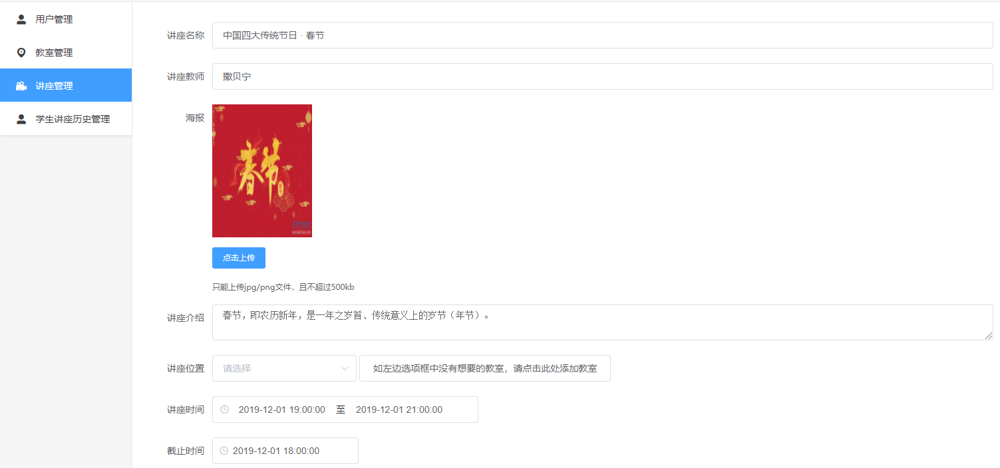 用户管理
教室管理
讲座管理
学生讲座历史管理
讲座名称 中国四大传统节日 · 春节
讲座教师 撒贝宁
海报
春节
点击上传
只能上传jpg/png文件，且不超过500kb
讲座介绍 春节，即农历新年，是一年之岁首、传统意义上的岁节（年节）。
讲座位置 请选择 如左边选项框中没有想要的教室，请点击此处添加教室
讲座时间 2019-12-01 19:00:00 至 2019-12-01 21:00:00
截止时间 2019-12-01 18:00:00